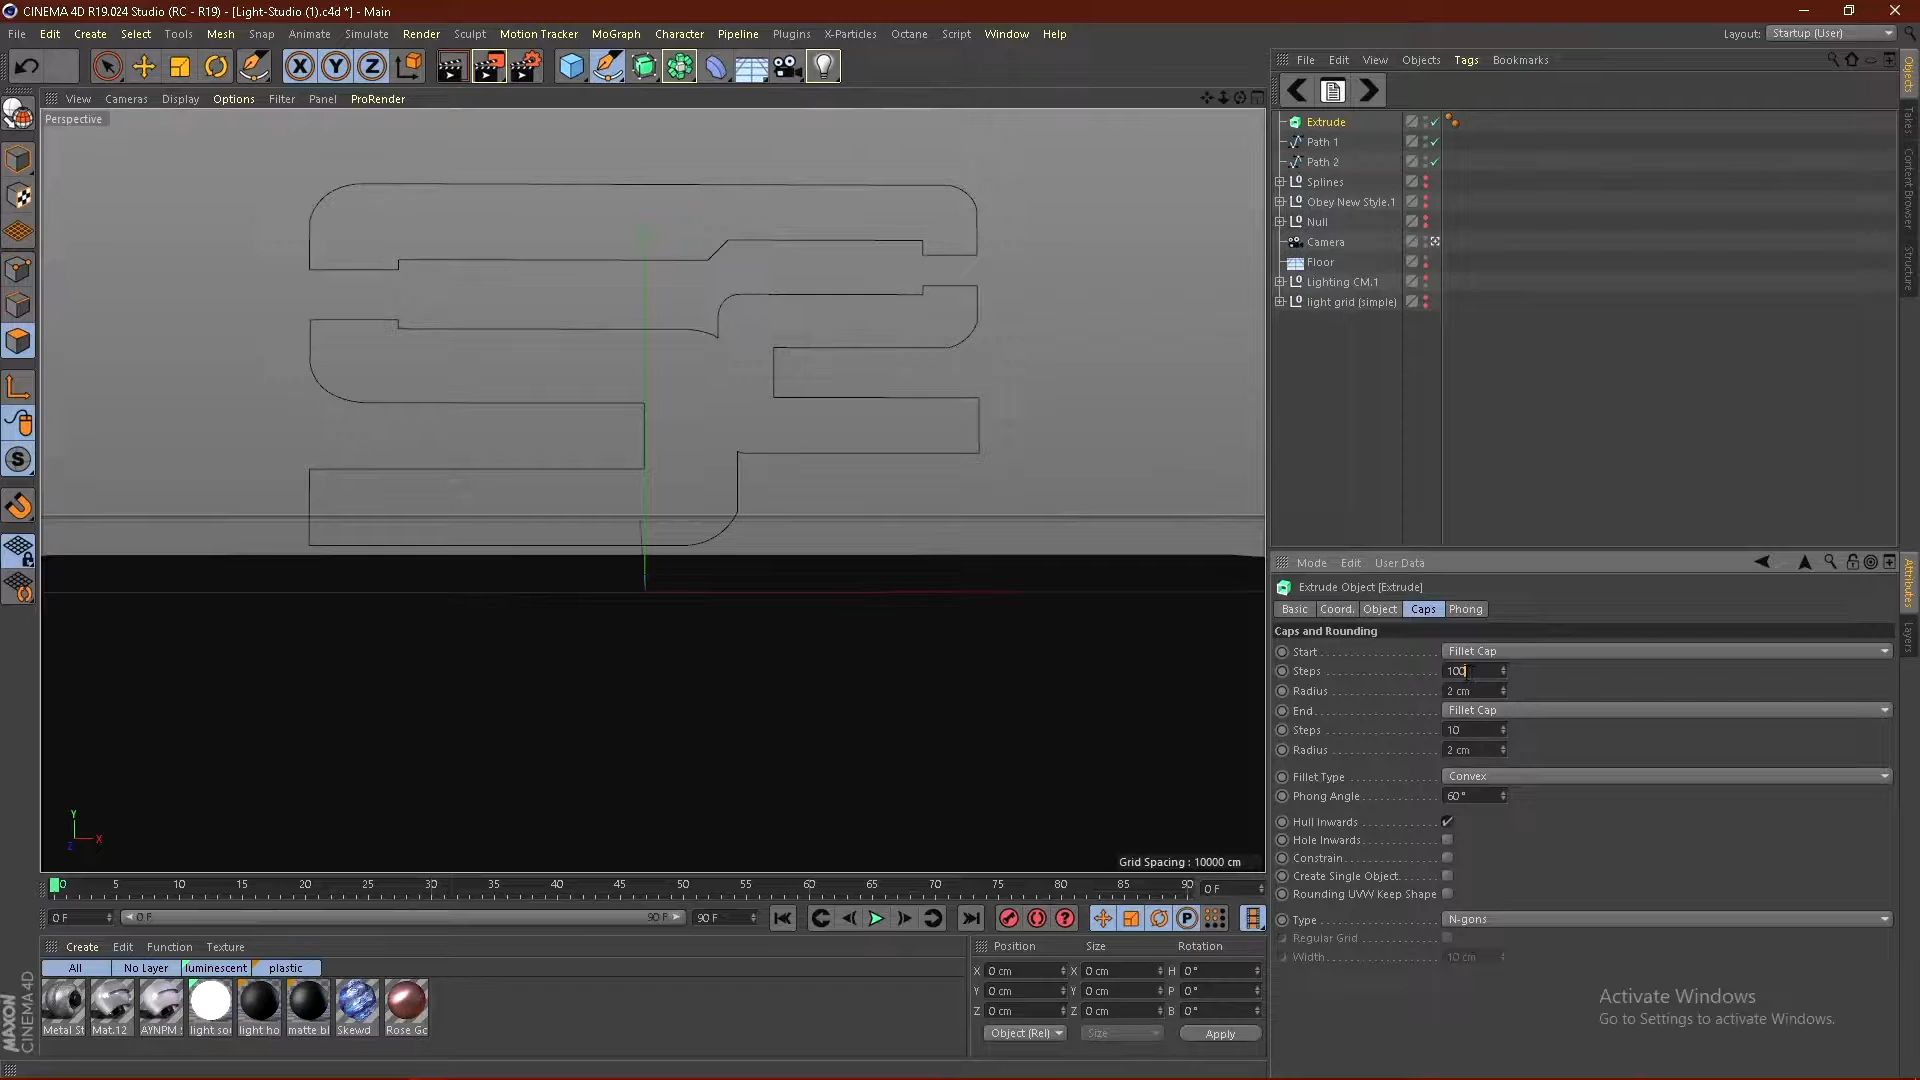 CINEMA 4D R19.024 Studio (RC - R19) - [Light-Studio (1).c4d *] - Main
File Edit Create Select Tools Mesh Snap Animate Simulate Sculpt Render Motion Tracker MoGraph Character Pipeline Plugins X-Particles Octane Script Window Help Layout: Startup (User)
X Y Z
File Edit View Objects Tags Bookmarks
View Cameras Display Options Filter Panel ProRender
Perspective
Extrude
Path 1
Path 2
Splines
Obey New Style.1
Null
Camera
Floor
Lighting CM.1
light grid (simple)
Objects
Takes
Content Browser
Structure
Mode Edit User Data
Extrude Object [Extrude]
Basic Coord. Object Caps Phong
Caps and Rounding
Start Fillet Cap
Steps 100
Radius 2 cm
End Fillet Cap
Steps 10
Radius 2 cm
Fillet Type Convex
Phong Angle 60°
Hull Inwards
Hole Inwards
Constrain
Create Single Object
Rounding UVW Keep Shape
Type N-gons
Regular Grid
Width 10 cm
Attributes
Layers
Y
X
Z
Grid Spacing : 10000 cm
0 5 10 15 20 25 30 35 40 45 50 55 60 65 70 75 80 85 90 0 F
0 F 0 F 90 F 90 F
Create Edit Function Texture
All No Layer luminescent plastic
Metal St Mat.12 AYNPM light so light ho matte bl Skewd Rose Gc
Position Size Rotation
X 0 cm X 0 cm H 0°
Y 0 cm Y 0 cm P 0°
Z 0 cm Z 0 cm B 0°
Object (Rel) Size Apply
MAXON
CINEMA 4D
Activate Windows
Go to Settings to activate Windows.